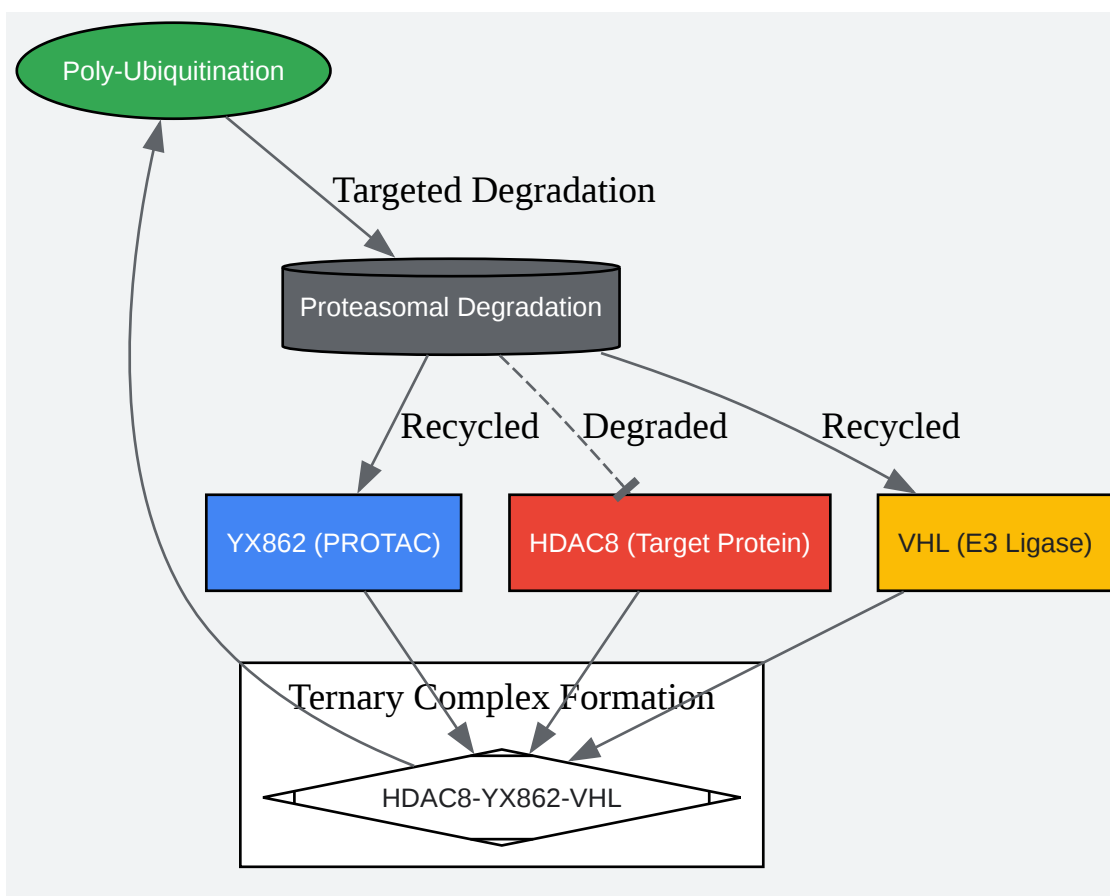 Poly-Ubiquitination
Targeted Degradation
Proteasomal Degradation
Recycled
Degraded
Recycled
YX862 (PROTAC)
HDAC8 (Target Protein)
VHL (E3 Ligase)
Ternary Complex Formation
HDAC8-YX862-VHL